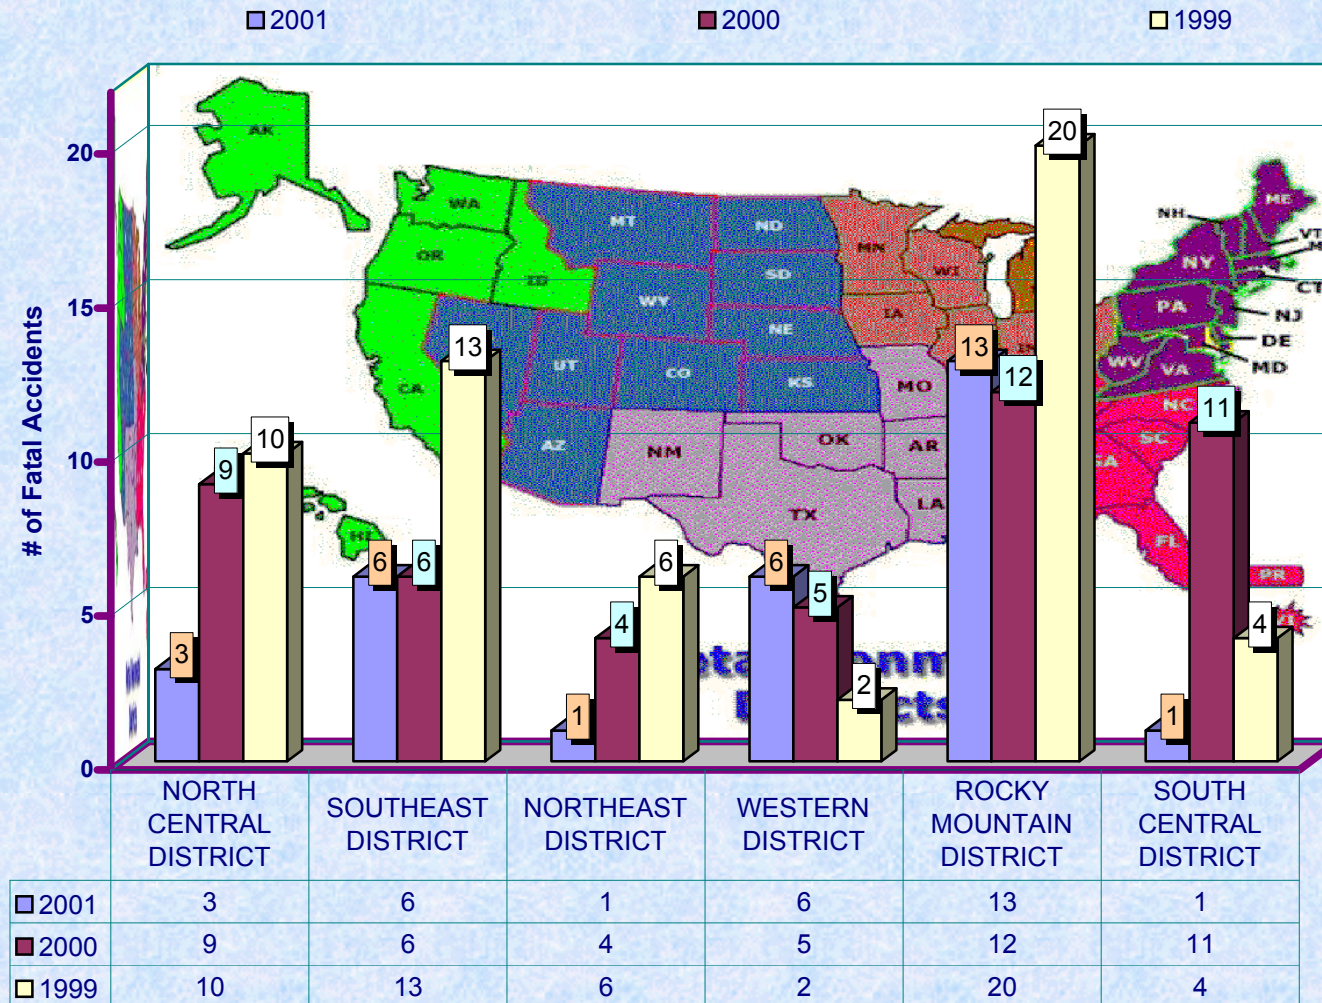 2001 2000 1999
# of Fatal Accidents
20
15
10
5
0
AK
WA
OR
ID
CA
HI
MT
ND
SD
WY
NE
UT
CO
KS
AZ
NM
OK
TX
MN
WI
IA
MO
AR
LA
ME
NH
VT
NY
CT
PA
NJ
DE
MD
WV
VA
NC
SC
GA
FL
PR
3 9 10
6 6 13
1 4 6
6 5 2
13 12 20
1 11 4
NORTH
CENTRAL
DISTRICT
SOUTHEAST
DISTRICT
NORTHEAST
DISTRICT
WESTERN
DISTRICT
ROCKY
MOUNTAIN
DISTRICT
SOUTH
CENTRAL
DISTRICT
2001 3 6 1 6 13 1
2000 9 6 4 5 12 11
1999 10 13 6 2 20 4